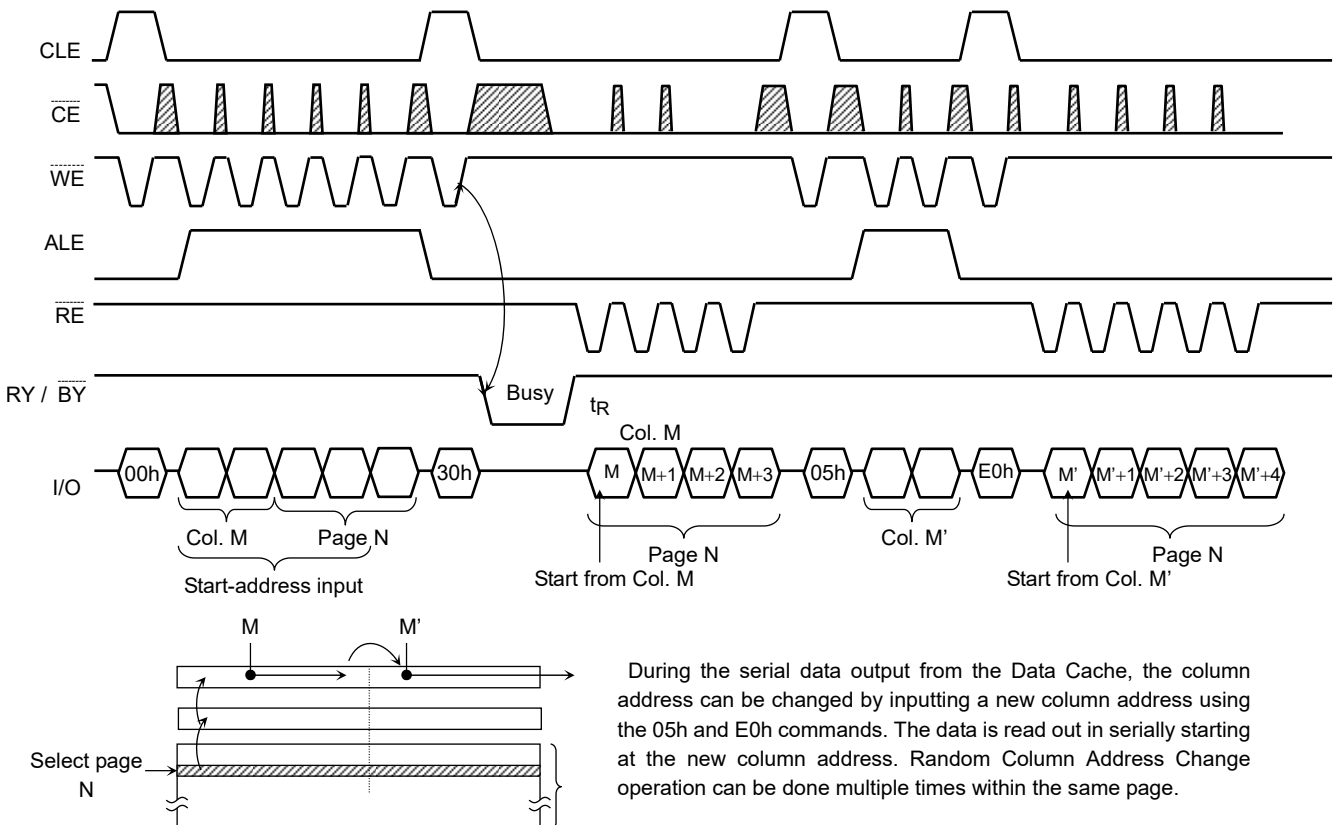 CLE
CE
WE
ALE
RE
RY / BY
Busy
tR
Col. M
I/O
00h
30h
M
M+1
M+2
M+3
05h
E0h
M'
M'+1
M'+2
M'+3
M'+4
Col. M
Page N
Start-address input
Page N
Start from Col. M
Col. M'
Page N
Start from Col. M'
M
M'
Select page
N
During the serial data output from the Data Cache, the column
address can be changed by inputting a new column address using
the 05h and E0h commands. The data is read out in serially starting
at the new column address. Random Column Address Change
operation can be done multiple times within the same page.